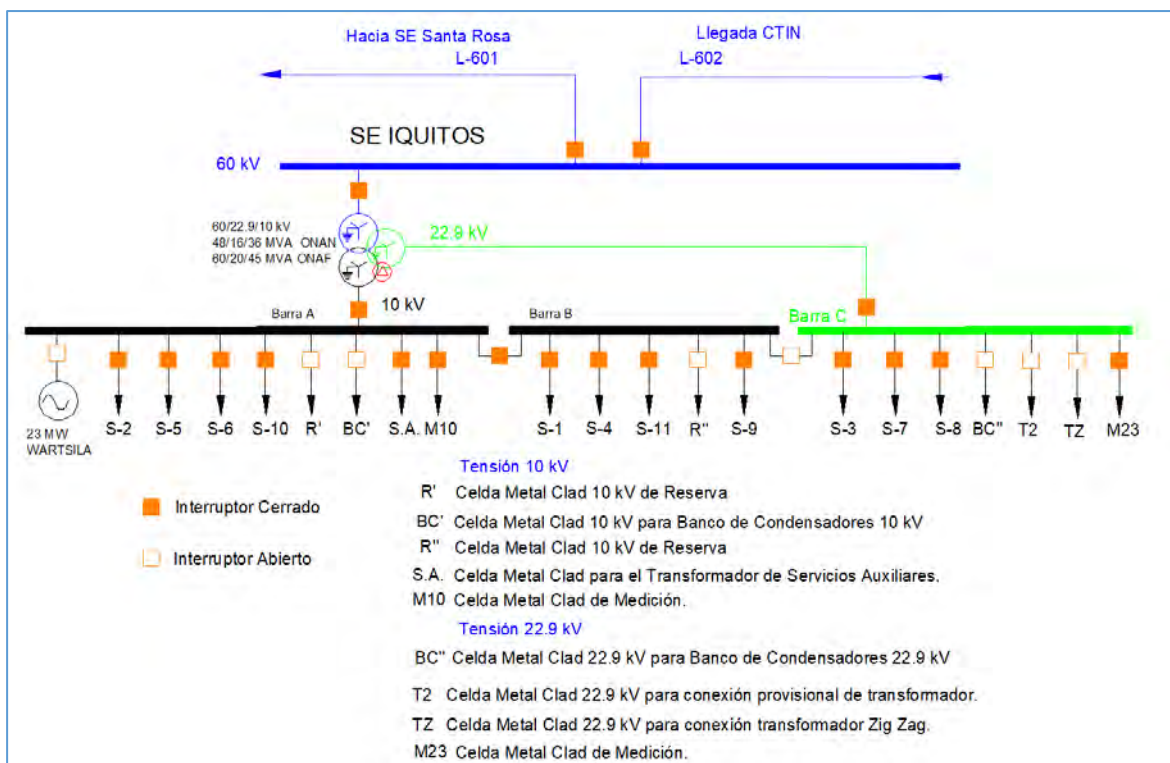 Hacia SE Santa Rosa
L-601
Llegada CTIN
L-602
SE IQUITOS
60 kV
60/22.9/10 kV
48/16/36 MVA ONAN
60/20/45 MVA ONAF
22.9 kV
10 kV
Barra A
Barra B
Barra C
23 MW
WARTSILA
S-2 S-5 S-6 S-10 R' BC' S.A. M10 S-1 S-4 S-11 R" S-9 S-3 S-7 S-8 BC" T2 TZ M23
Tensión 10 kV
R' Celda Metal Clad 10 kV de Reserva
Interruptor Cerrado
BC' Celda Metal Clad 10 kV para Banco de Condensadores 10 kV
R" Celda Metal Clad 10 kV de Reserva
Interruptor Abierto
S.A. Celda Metal Clad para el Transformador de Servicios Auxiliares.
M10 Celda Metal Clad de Medición.
Tensión 22.9 kV
BC" Celda Metal Clad 22.9 kV para Banco de Condensadores 22.9 kV
T2 Celda Metal Clad 22.9 kV para conexión provisional de transformador.
TZ Celda Metal Clad 22.9 kV para conexión transformador Zig Zag.
M23 Celda Metal Clad de Medición.